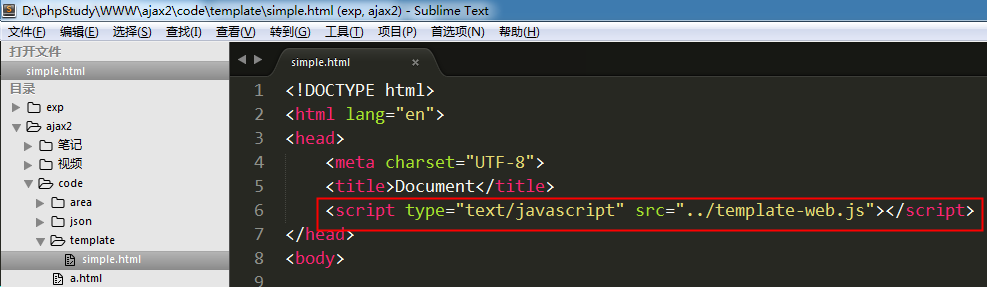 D:\phpStudy\WWW\ajax2\code\template\simple.html (exp, ajax2) - Sublime Text
文件(F) 编辑(E) 选择(S) 查找(I) 查看(V) 转到(G) 工具(T) 项目(P) 首选项(N) 帮助(H)
打开文件
simple.html
目录
exp
ajax2
笔记
视频
code
area
json
template
simple.html
a.html
simple.html ×
1 <!DOCTYPE html>
2 <html lang="en">
3 <head>
4 <meta charset="UTF-8">
5 <title>Document</title>
6 <script type="text/javascript" src="../template-web.js"></script>
7 </head>
8 <body>
9